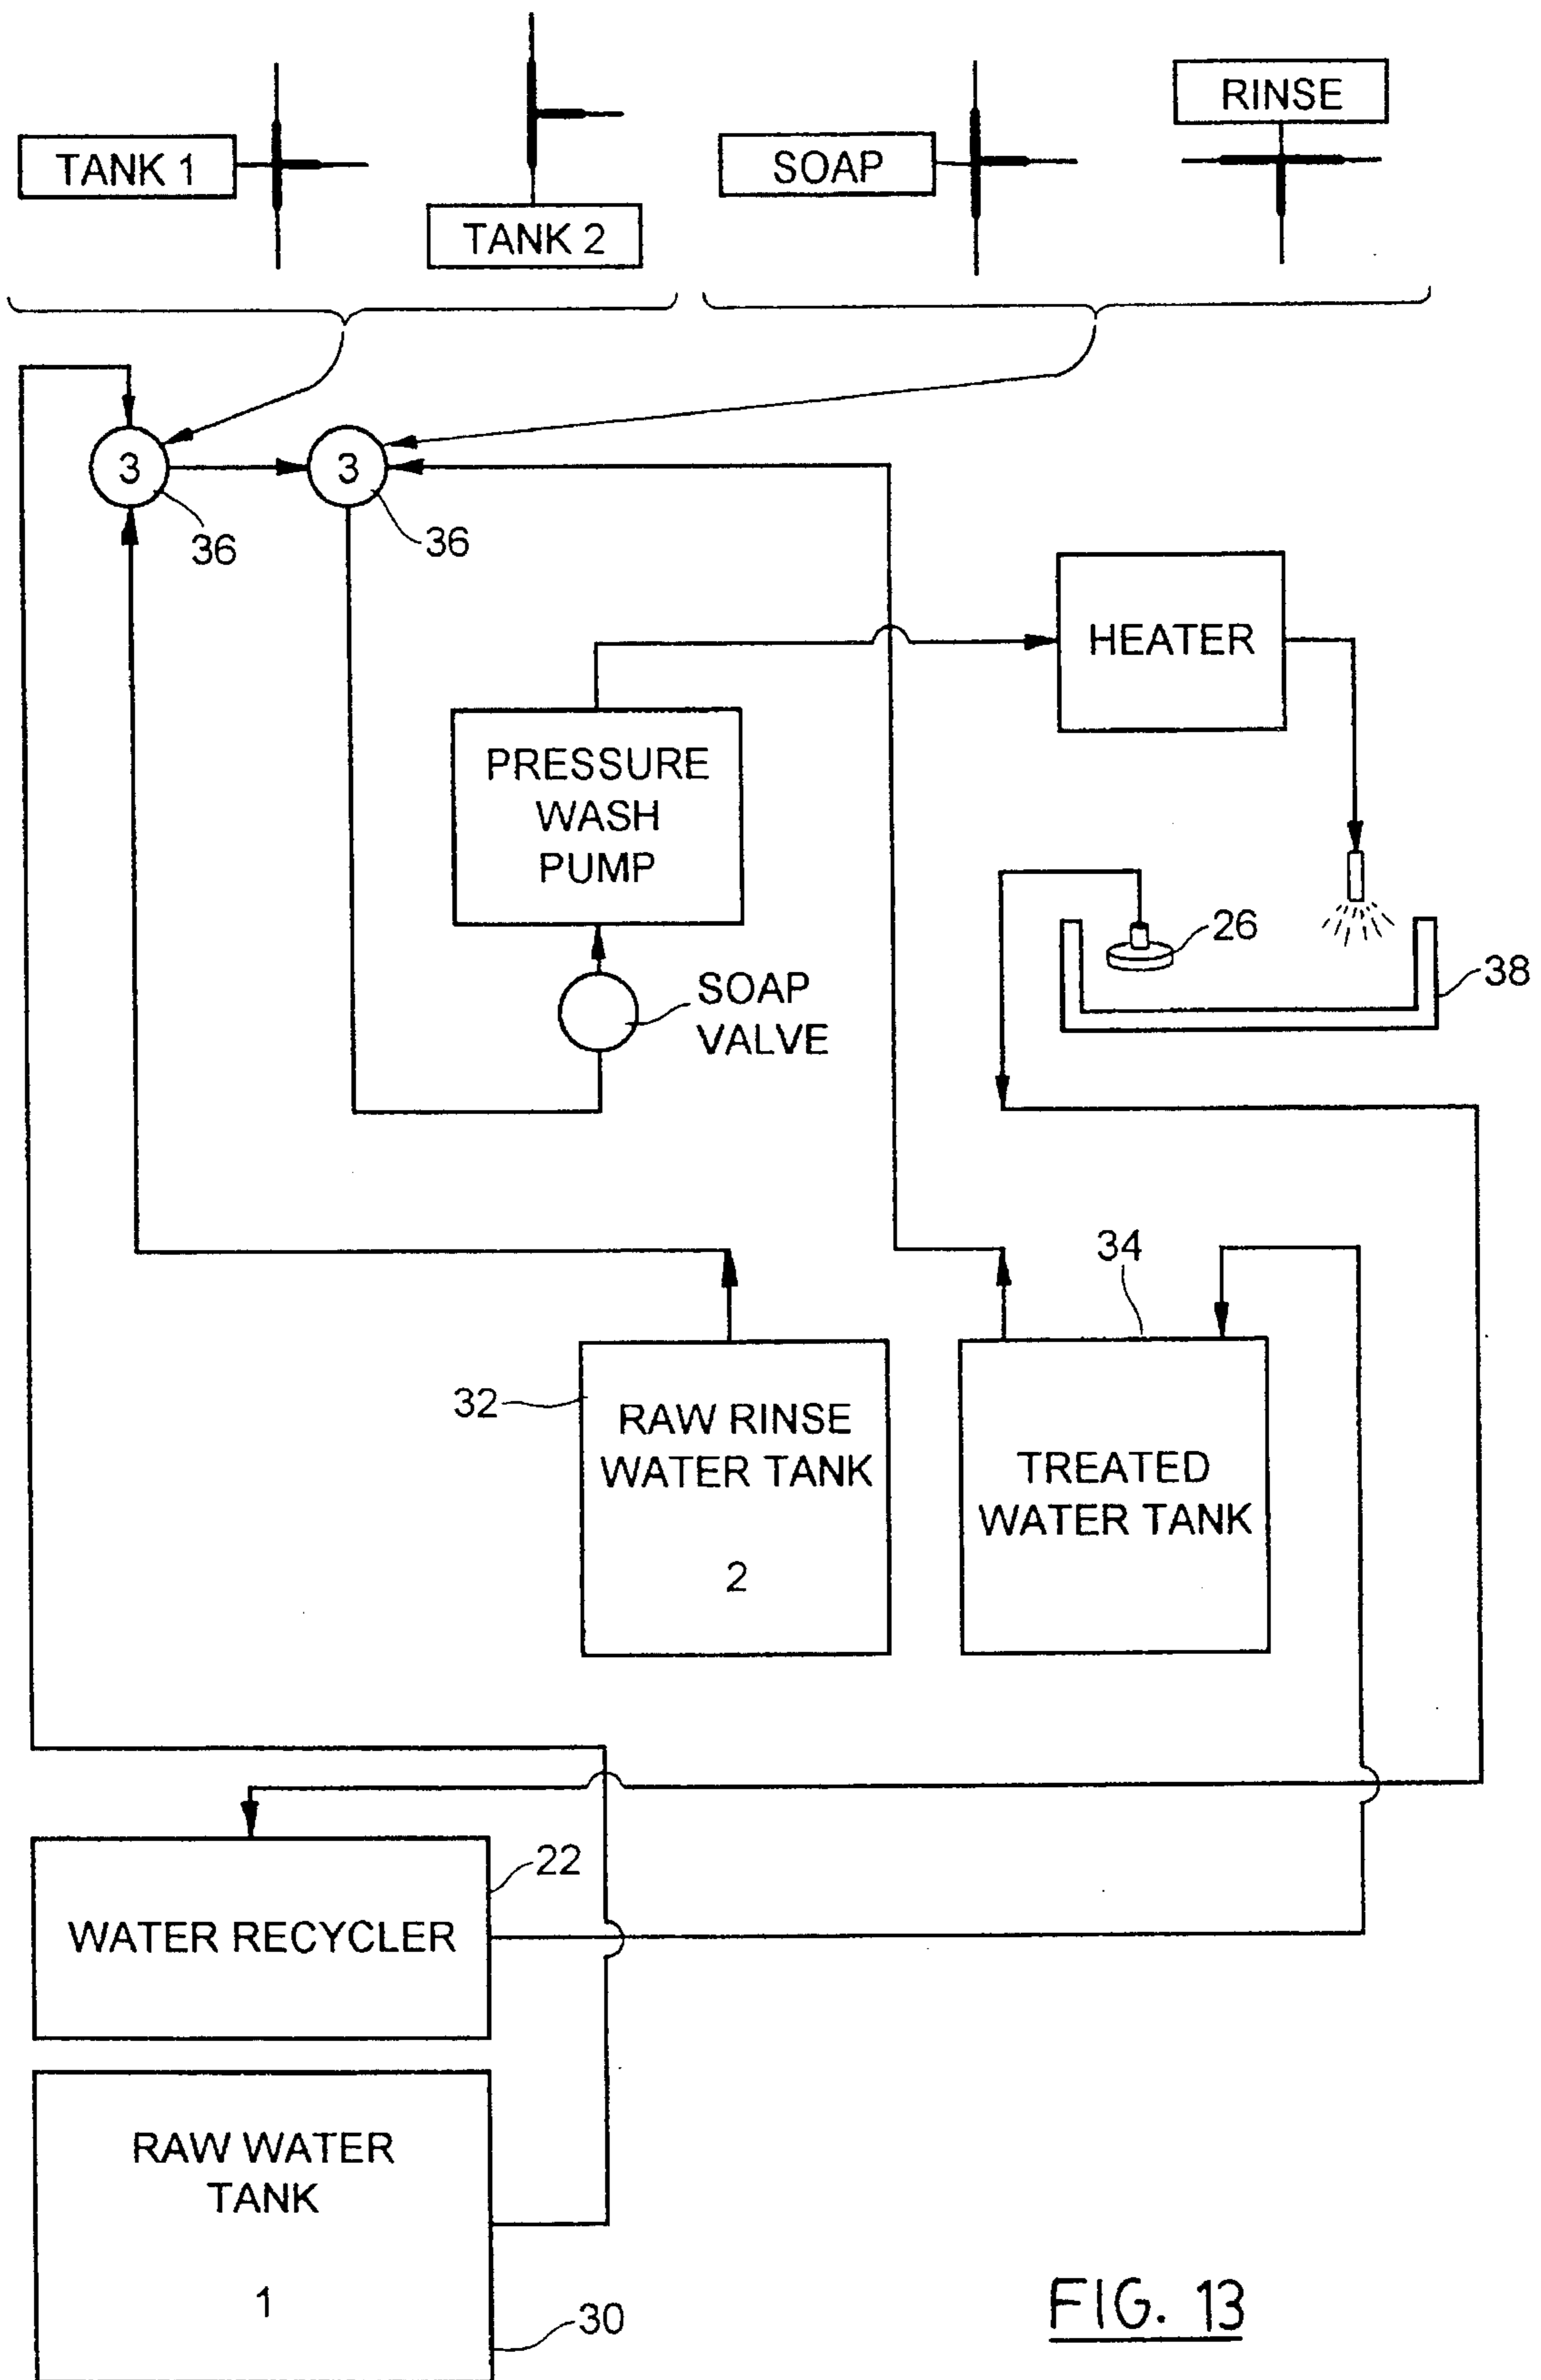 RINSE
TANK 1
SOAP
TANK 2
3
3
36
36
HEATER
PRESSURE
WASH
PUMP
26
38
SOAP
VALVE
34
32
RAW RINSE
WATER TANK
2
TREATED
WATER TANK
22
WATER RECYCLER
RAW WATER
TANK
1
30
FIG. 13